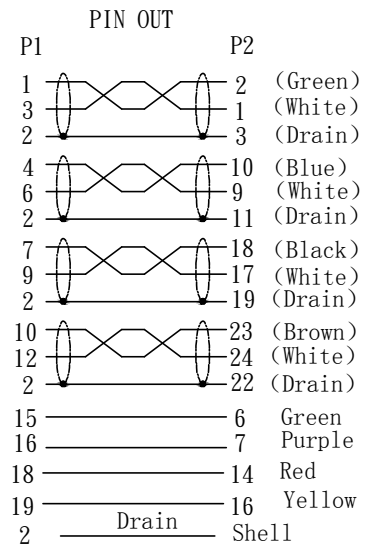 PIN OUT
P1 P2
1 2 (Green)
3 1 (White)
2 3 (Drain)
4 10 (Blue)
6 9 (White)
2 11 (Drain)
7 18 (Black)
9 17 (White)
2 19 (Drain)
10 23 (Brown)
12 24 (White)
2 22 (Drain)
15 6 Green
16 7 Purple
18 14 Red
19 16 Yellow
2 Drain Shell